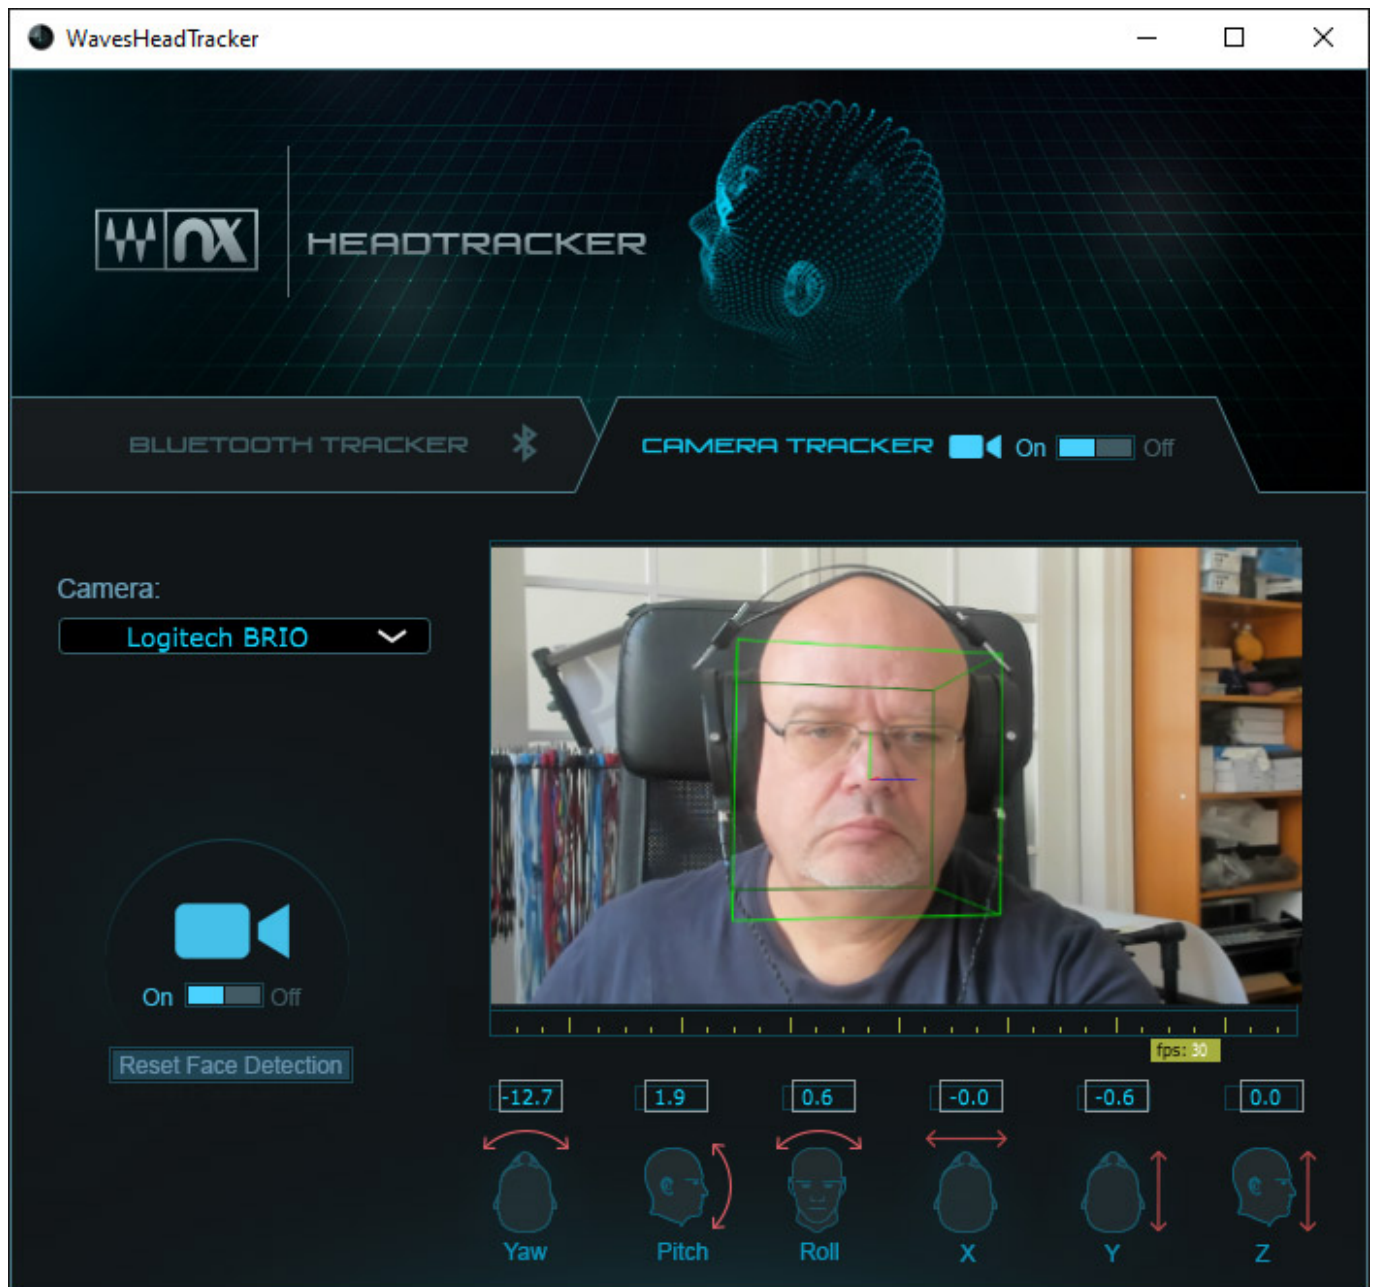 WavesHeadTracker
NX
HEADTRACKER
BLUETOOTH TRACKER
CAMERA TRACKER On Off
Camera:
Logitech BRIO
On Off
Reset Face Detection
fps: 30
-12.7 1.9 0.6 -0.0 -0.6 0.0
Yaw Pitch Roll X Y Z